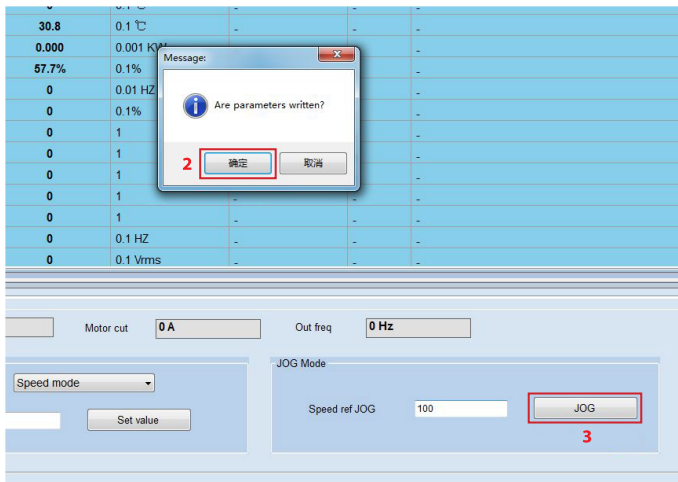 0 0.1 ℃ - - -
30.8 0.1 ℃ - - -
0.000 0.001 KW -
57.7% 0.1% -
0 0.01 HZ -
0 0.1% -
0 1 -
0 1 -
0 1 -
0 1 - - -
0 1 - - -
0 0.1 HZ - - -
0 0.1 Vrms - - -
Message:
Are parameters written?
2 确定 取消
Motor cut 0 A Out freq 0 Hz
JOG Mode
Speed mode
Speed ref JOG 100 JOG
Set value
3